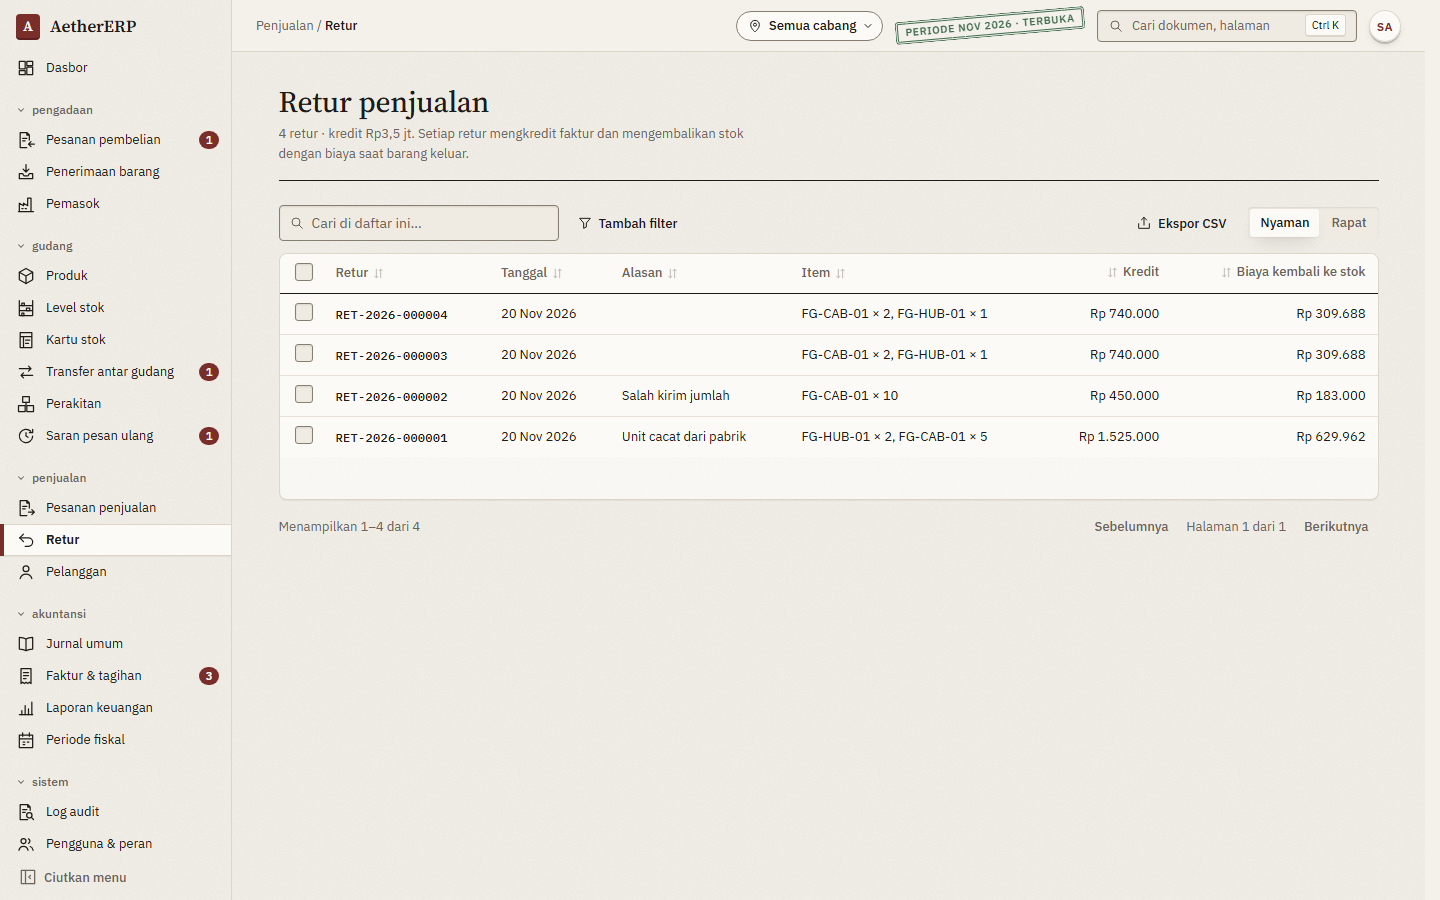 A AetherERP
Penjualan / Retur
Semua cabang
PERIODE NOV 2026 · TERBUKA
Cari dokumen, halaman Ctrl K
SA
Dasbor
pengadaan
Pesanan pembelian 1
Penerimaan barang
Pemasok
gudang
Produk
Level stok
Kartu stok
Transfer antar gudang 1
Perakitan
Saran pesan ulang 1
penjualan
Pesanan penjualan
Retur
Pelanggan
akuntansi
Jurnal umum
Faktur & tagihan 3
Laporan keuangan
Periode fiskal
sistem
Log audit
Pengguna & peran
Ciutkan menu
Retur penjualan
4 retur · kredit Rp3,5 jt. Setiap retur mengkredit faktur dan mengembalikan stok
dengan biaya saat barang keluar.
Cari di daftar ini...
Tambah filter
Ekspor CSV
Nyaman Rapat
Retur Tanggal Alasan Item Kredit Biaya kembali ke stok
RET-2026-000004 20 Nov 2026 FG-CAB-01 × 2, FG-HUB-01 × 1 Rp 740.000 Rp 309.688
RET-2026-000003 20 Nov 2026 FG-CAB-01 × 2, FG-HUB-01 × 1 Rp 740.000 Rp 309.688
RET-2026-000002 20 Nov 2026 Salah kirim jumlah FG-CAB-01 × 10 Rp 450.000 Rp 183.000
RET-2026-000001 20 Nov 2026 Unit cacat dari pabrik FG-HUB-01 × 2, FG-CAB-01 × 5 Rp 1.525.000 Rp 629.962
Menampilkan 1–4 dari 4
Sebelumnya Halaman 1 dari 1 Berikutnya